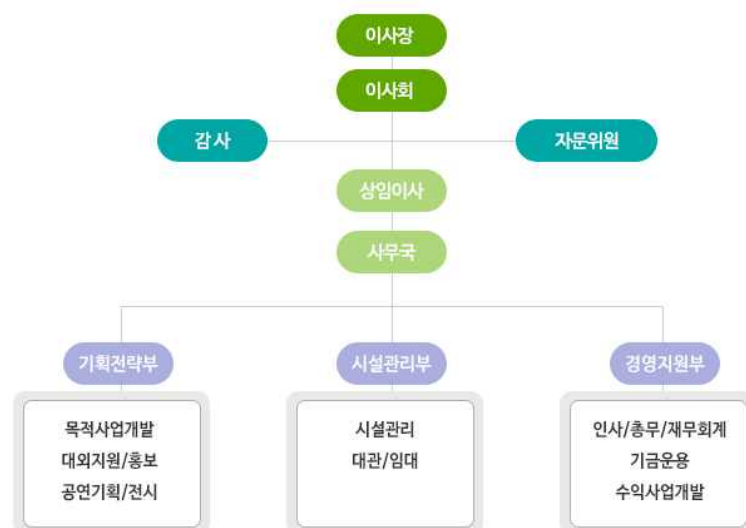 이사장
이사회
감 사
자문위원
상임이사
사무국
기획전략부
시설관리부
경영지원부
목적사업개발
대외지원/홍보
공연기획/전시
시설관리
대관/임대
인사/총무/재무회계
기금운용
수익사업개발